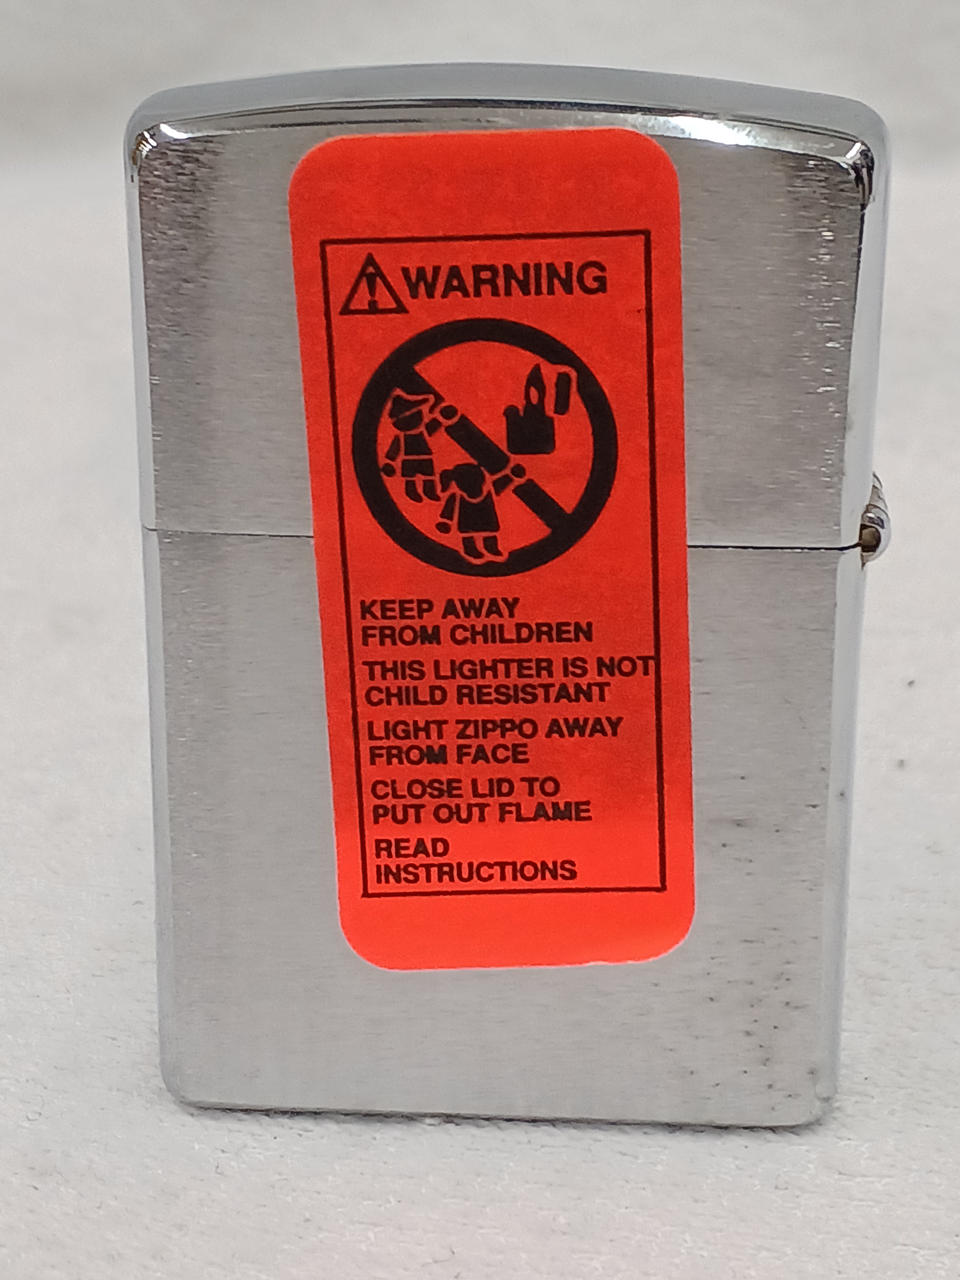 WARNING
KEEP AWAY
FROM CHILDREN
THIS LIGHTER IS NOT
CHILD RESISTANT
LIGHT ZIPPO AWAY
FROM FACE
CLOSE LID TO
PUT OUT FLAME
READ
INSTRUCTIONS